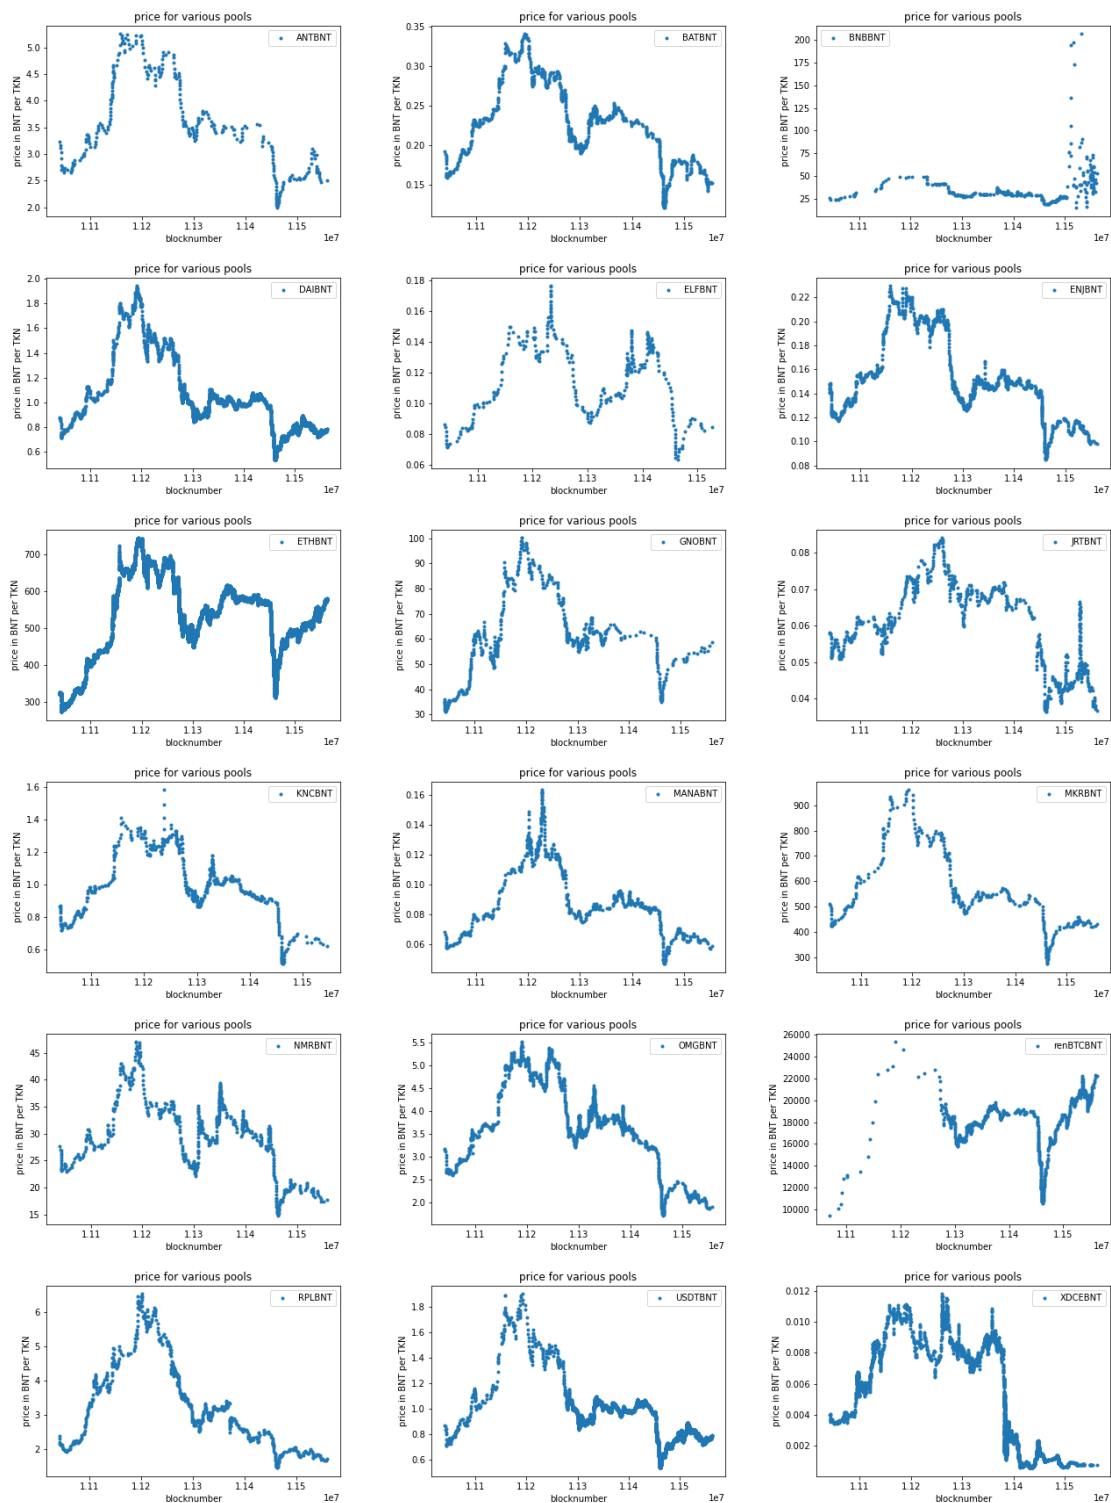 price for various pools
price for various pools
price for various pools
ANTBNT
BATBNT
BNBBNT
price in BNT per TKN
5.0
4.5
4.0
3.5
3.0
2.5
2.0
price in BNT per TKN
0.35
0.30
0.25
0.20
0.15
price in BNT per TKN
200
175
150
125
100
75
50
25
1.11 1.12 1.13 1.14 1.15
1.11 1.12 1.13 1.14 1.15
1.11 1.12 1.13 1.14 1.15
blocknumber 1e7
blocknumber 1e7
blocknumber 1e7
price for various pools
price for various pools
price for various pools
DAIBNT
ELFBNT
ENJBNT
price in BNT per TKN
2.0
1.8
1.6
1.4
1.2
1.0
0.8
0.6
price in BNT per TKN
0.18
0.16
0.14
0.12
0.10
0.08
0.06
price in BNT per TKN
0.22
0.20
0.18
0.16
0.14
0.12
0.10
0.08
1.11 1.12 1.13 1.14 1.15
1.11 1.12 1.13 1.14 1.15
1.11 1.12 1.13 1.14 1.15
blocknumber 1e7
blocknumber 1e7
blocknumber 1e7
price for various pools
price for various pools
price for various pools
ETHBNT
GNOBNT
JRTBNT
price in BNT per TKN
700
600
500
400
300
price in BNT per TKN
100
90
80
70
60
50
40
30
price in BNT per TKN
0.08
0.07
0.06
0.05
0.04
1.11 1.12 1.13 1.14 1.15
1.11 1.12 1.13 1.14 1.15
1.11 1.12 1.13 1.14 1.15
blocknumber 1e7
blocknumber 1e7
blocknumber 1e7
price for various pools
price for various pools
price for various pools
KNCBNT
MANABNT
MKRBNT
price in BNT per TKN
1.6
1.4
1.2
1.0
0.8
0.6
price in BNT per TKN
0.16
0.14
0.12
0.10
0.08
0.06
price in BNT per TKN
900
800
700
600
500
400
300
1.11 1.12 1.13 1.14 1.15
1.11 1.12 1.13 1.14 1.15
1.11 1.12 1.13 1.14 1.15
blocknumber 1e7
blocknumber 1e7
blocknumber 1e7
price for various pools
price for various pools
price for various pools
NMRBNT
OMGBNT
renBTCBNT
price in BNT per TKN
45
40
35
30
25
20
15
price in BNT per TKN
5.5
5.0
4.5
4.0
3.5
3.0
2.5
2.0
price in BNT per TKN
26000
24000
22000
20000
18000
16000
14000
12000
10000
1.11 1.12 1.13 1.14 1.15
1.11 1.12 1.13 1.14 1.15
1.11 1.12 1.13 1.14 1.15
blocknumber 1e7
blocknumber 1e7
blocknumber 1e7
price for various pools
price for various pools
price for various pools
RPLBNT
USDTBNT
XDCEBNT
price in BNT per TKN
6
5
4
3
2
price in BNT per TKN
1.8
1.6
1.4
1.2
1.0
0.8
0.6
price in BNT per TKN
0.012
0.010
0.008
0.006
0.004
0.002
1.11 1.12 1.13 1.14 1.15
1.11 1.12 1.13 1.14 1.15
1.11 1.12 1.13 1.14 1.15
blocknumber 1e7
blocknumber 1e7
blocknumber 1e7